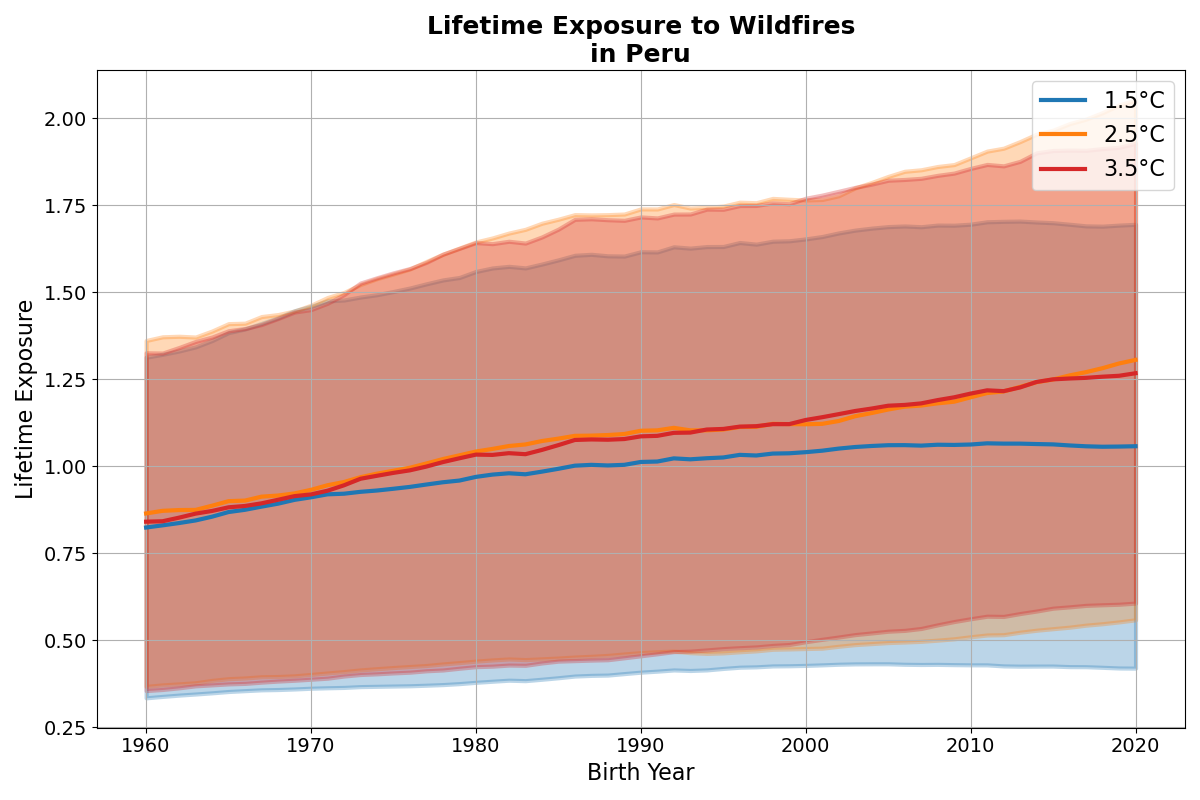 Lifetime Exposure to Wildfires
in Peru
1.5°C
2.5°C
3.5°C
Lifetime Exposure
2.00
1.75
1.50
1.25
1.00
0.75
0.50
0.25
1960
1970
1980
1990
2000
2010
2020
Birth Year